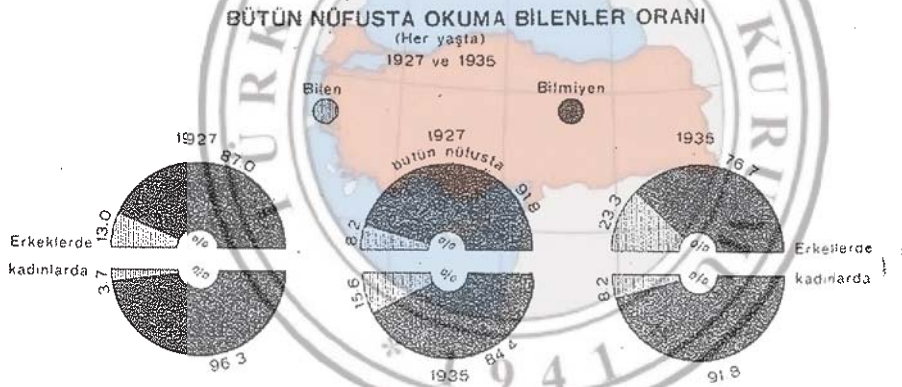 BÜTÜN NÜFUSTA OKUMA BİLENLER ORANI
(Her yaşta)
1927 ve 1935
Bilen
Bilmiyen
1927
87.0
13.0
Erkeklerde
%
kadınlarda
3.7
%
96.3
1927
bütün nüfusta
91.8
8.2
%
15.6
%
84.4
1935
1935
76.7
23.3
%
Erkeklerde
kadınlarda
8.2
%
91.8
TÜRK
KURU
* 1941